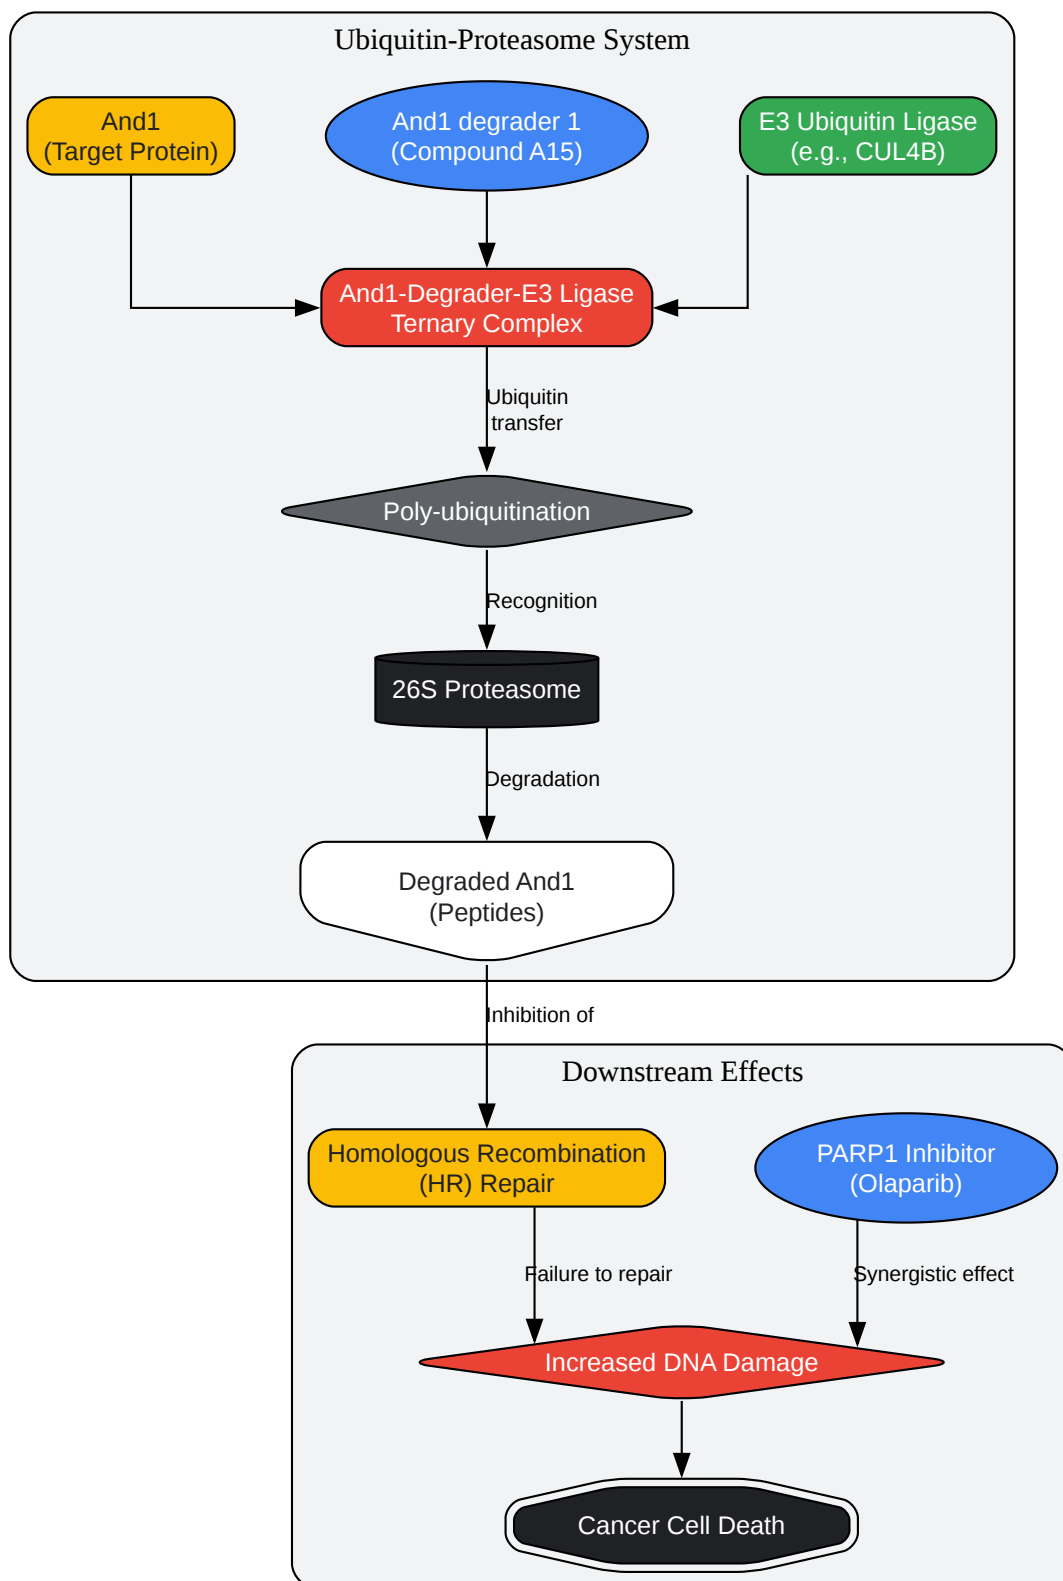 Ubiquitin-Proteasome System
And1
(Target Protein)
And1 degrader 1
(Compound A15)
E3 Ubiquitin Ligase
(e.g., CUL4B)
And1-Degrader-E3 Ligase
Ternary Complex
Ubiquitin
transfer
Poly-ubiquitination
Recognition
26S Proteasome
Degradation
Degraded And1
(Peptides)
Inhibition of
Downstream Effects
Homologous Recombination
(HR) Repair
PARP1 Inhibitor
(Olaparib)
Failure to repair
Synergistic effect
Increased DNA Damage
Cancer Cell Death